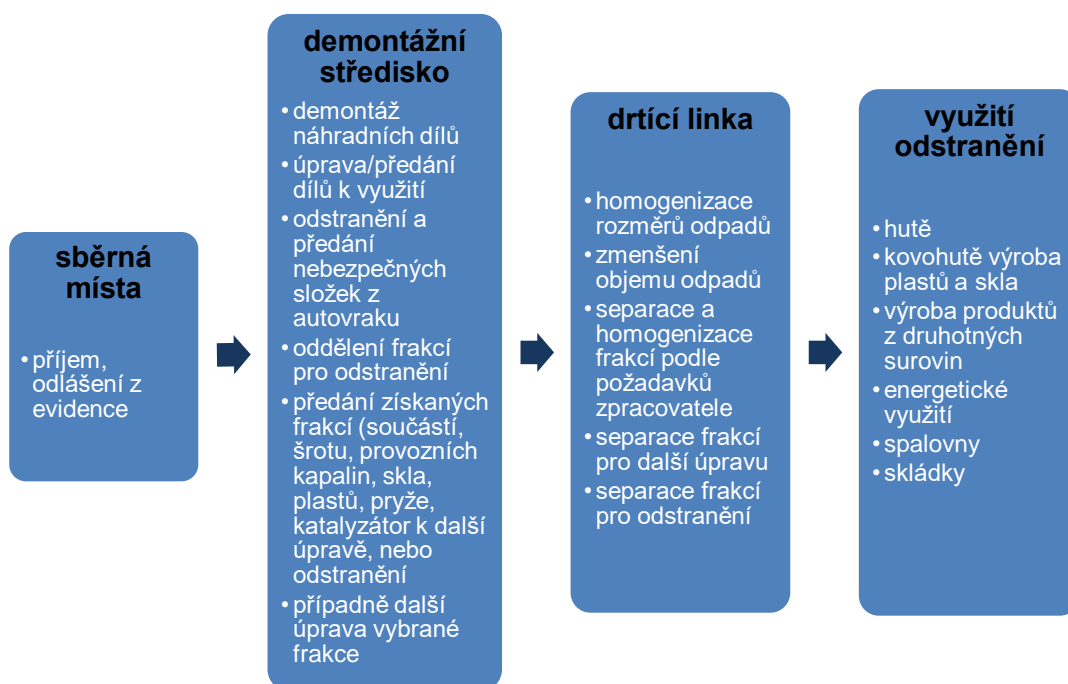 sběrná
místa
• příjem,
odlášení z
evidence
demontážní
středisko
• demontáž
náhradních dílů
• úprava/předání
dílů k využití
• odstranění a
předání
nebezpečných
složek z
autovraku
• oddělení frakcí
pro odstranění
• předání získaných
frakcí (součástí,
šrotu, provozních
kapalin, skla,
plastů, pryže,
katalyzátor k další
úpravě, nebo
odstranění
• případně další
úprava vybrané
frakce
drtící linka
• homogenizace
rozměrů odpadů
• zmenšení
objemu odpadů
• separace a
homogenizace
frakcí podle
požadavků
zpracovatele
• separace frakcí
pro další úpravu
• separace frakcí
pro odstranění
využití
odstranění
• hutě
• kovohutě výroba
plastů a skla
• výroba produktů
z druhotných
surovin
• energetické
využití
• spalovny
• skládky